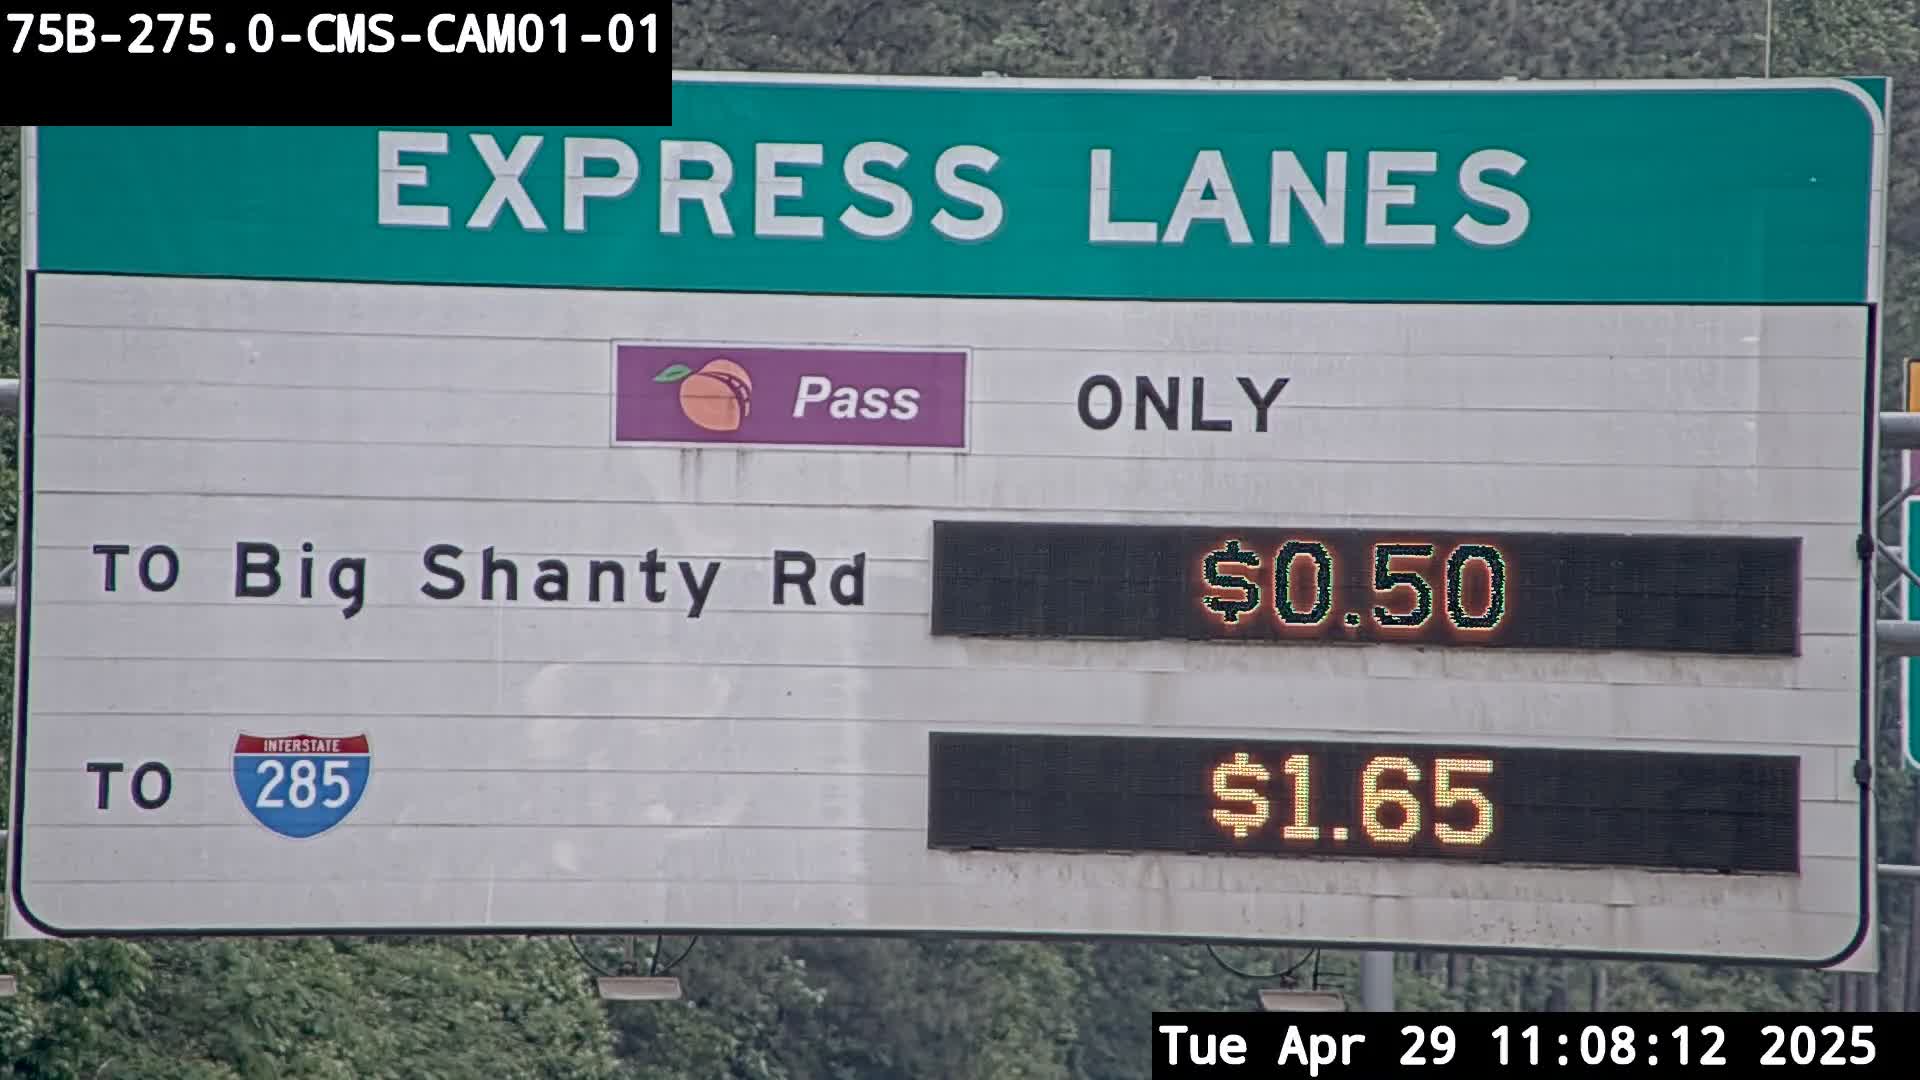 75B-275.0-CMS-CAM01-01
EXPRESS LANES
Pass ONLY
TO Big Shanty Rd $0.50
INTERSTATE
TO 285 $1.65
Tue Apr 29 11:08:12 2025